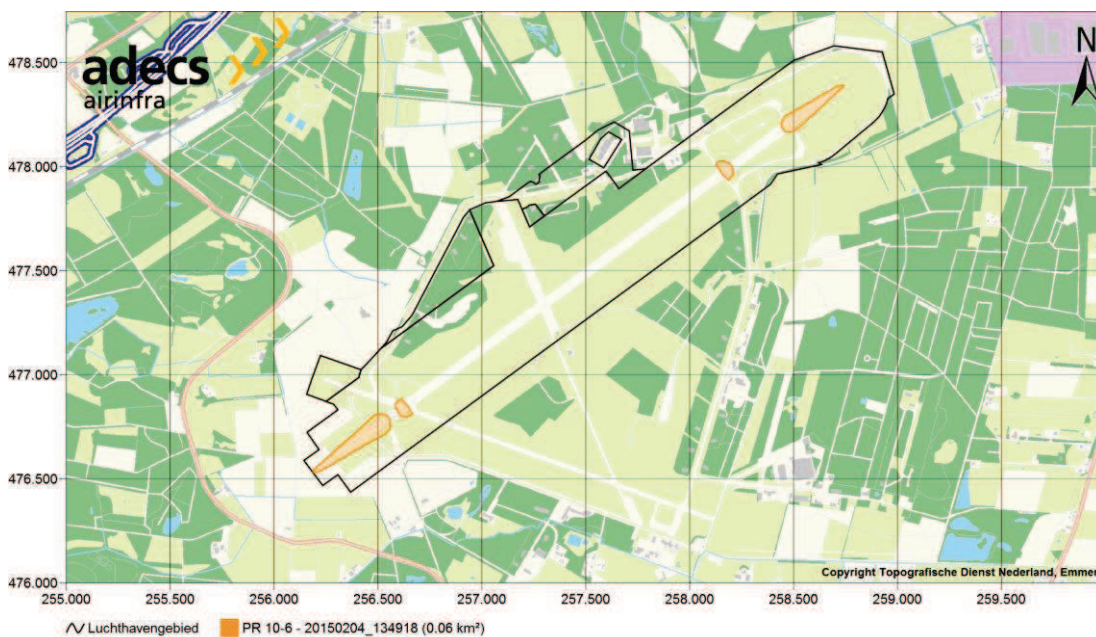 adecs
airinfra
N
478.500
478.000
477.500
477.000
476.500
476.000
Copyright Topografische Dienst Nederland, Emmen
255.000 255.500 256.000 256.500 257.000 257.500 258.000 258.500 259.000 259.500
Luchthavengebied PR 10-6 - 20150204_134918 (0.06 km²)